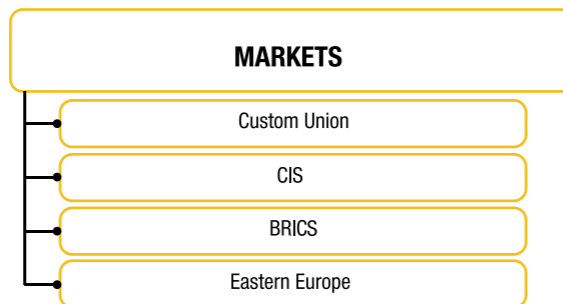 MARKETS
Custom Union
CIS
BRICS
Eastern Europe